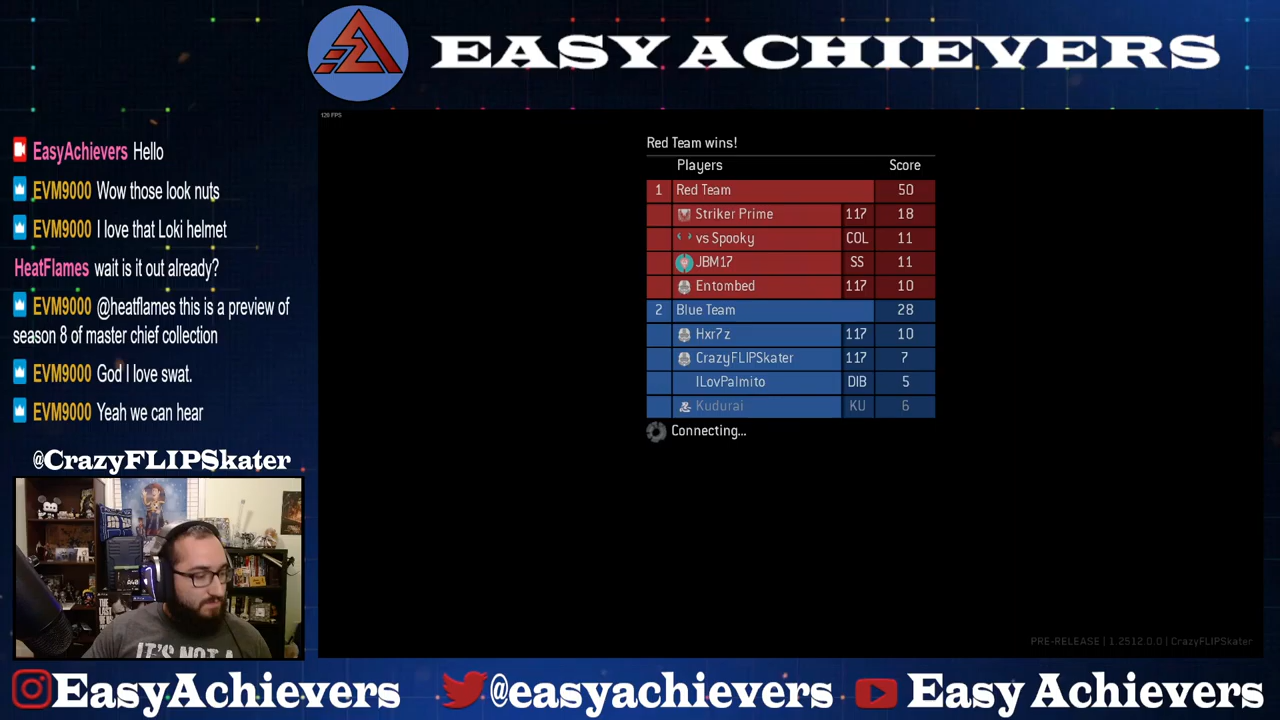 EASY ACHIEVERS
126 FPS
EasyAchievers Hello
EVM9000 Wow those look nuts
EVM9000 I love that Loki helmet
HeatFlames wait is it out already?
EVM9000 @heatflames this is a preview of
season 8 of master chief collection
EVM9000 God I love swat.
EVM9000 Yeah we can hear
@CrazyFLIPSkater
Red Team wins!
Players Score
1 Red Team 50
Striker Prime 117 18
vs Spooky COL 11
JBM17 SS 11
Entombed 117 10
2 Blue Team 28
Hxr7z 117 10
CrazyFLIPSkater 117 7
ILovPalmito DIB 5
Kudurai KU 6
Connecting...
IT'S NOT A
PRE-RELEASE | 1.2512.0.0 | CrazyFLIPSkater
EasyAchievers @easyachievers Easy Achievers